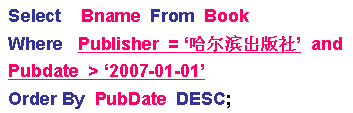 Select Bname From Book
Where Publisher = ‘哈尔滨出版社’ and
Pubdate > ‘2007-01-01’
Order By PubDate DESC;